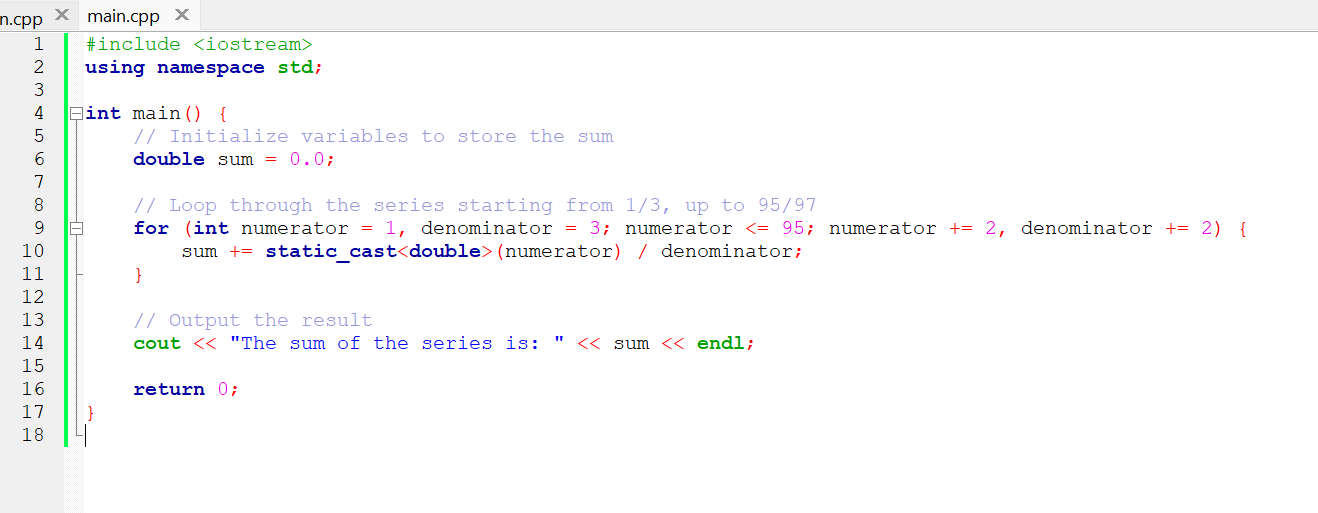 n.cpp × main.cpp ×
1 #include <iostream>
2 using namespace std;
3
4 int main() {
5 // Initialize variables to store the sum
6 double sum = 0.0;
7
8 // Loop through the series starting from 1/3, up to 95/97
9 for (int numerator = 1, denominator = 3; numerator <= 95; numerator += 2, denominator += 2) {
10 sum += static_cast<double>(numerator) / denominator;
11 }
12
13 // Output the result
14 cout << "The sum of the series is: " << sum << endl;
15
16 return 0;
17 }
18